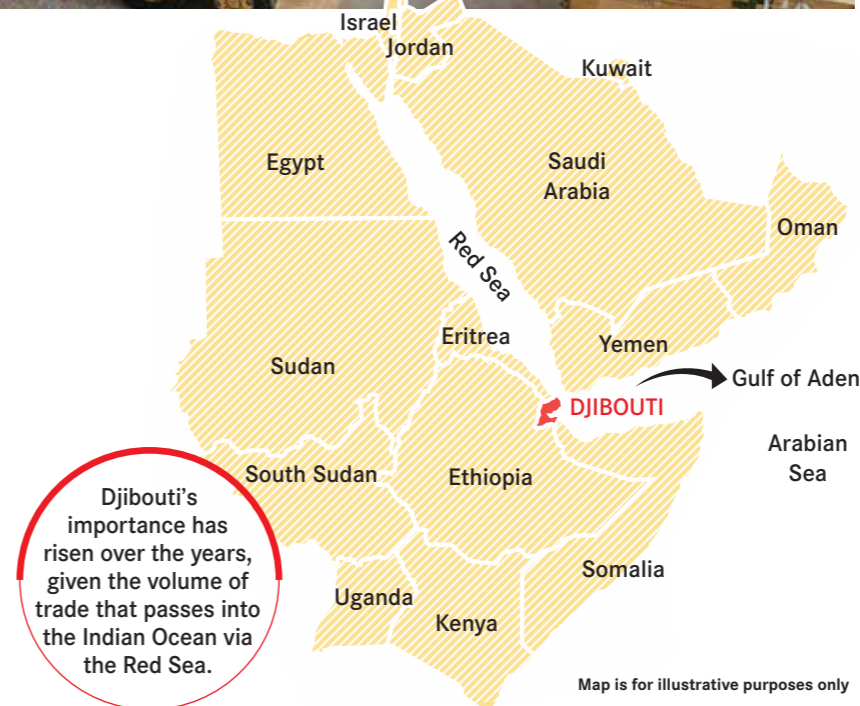 Israel
Jordan
Kuwait
Egypt
Saudi
Arabia
Oman
Red Sea
Eritrea
Yemen
Sudan
Gulf of Aden
DJIBOUTI
Arabian
Sea
South Sudan
Ethiopia
Djibouti’s
importance has
risen over the years,
given the volume of
trade that passes into
the Indian Ocean via
the Red Sea.
Somalia
Uganda
Kenya
Map is for illustrative purposes only